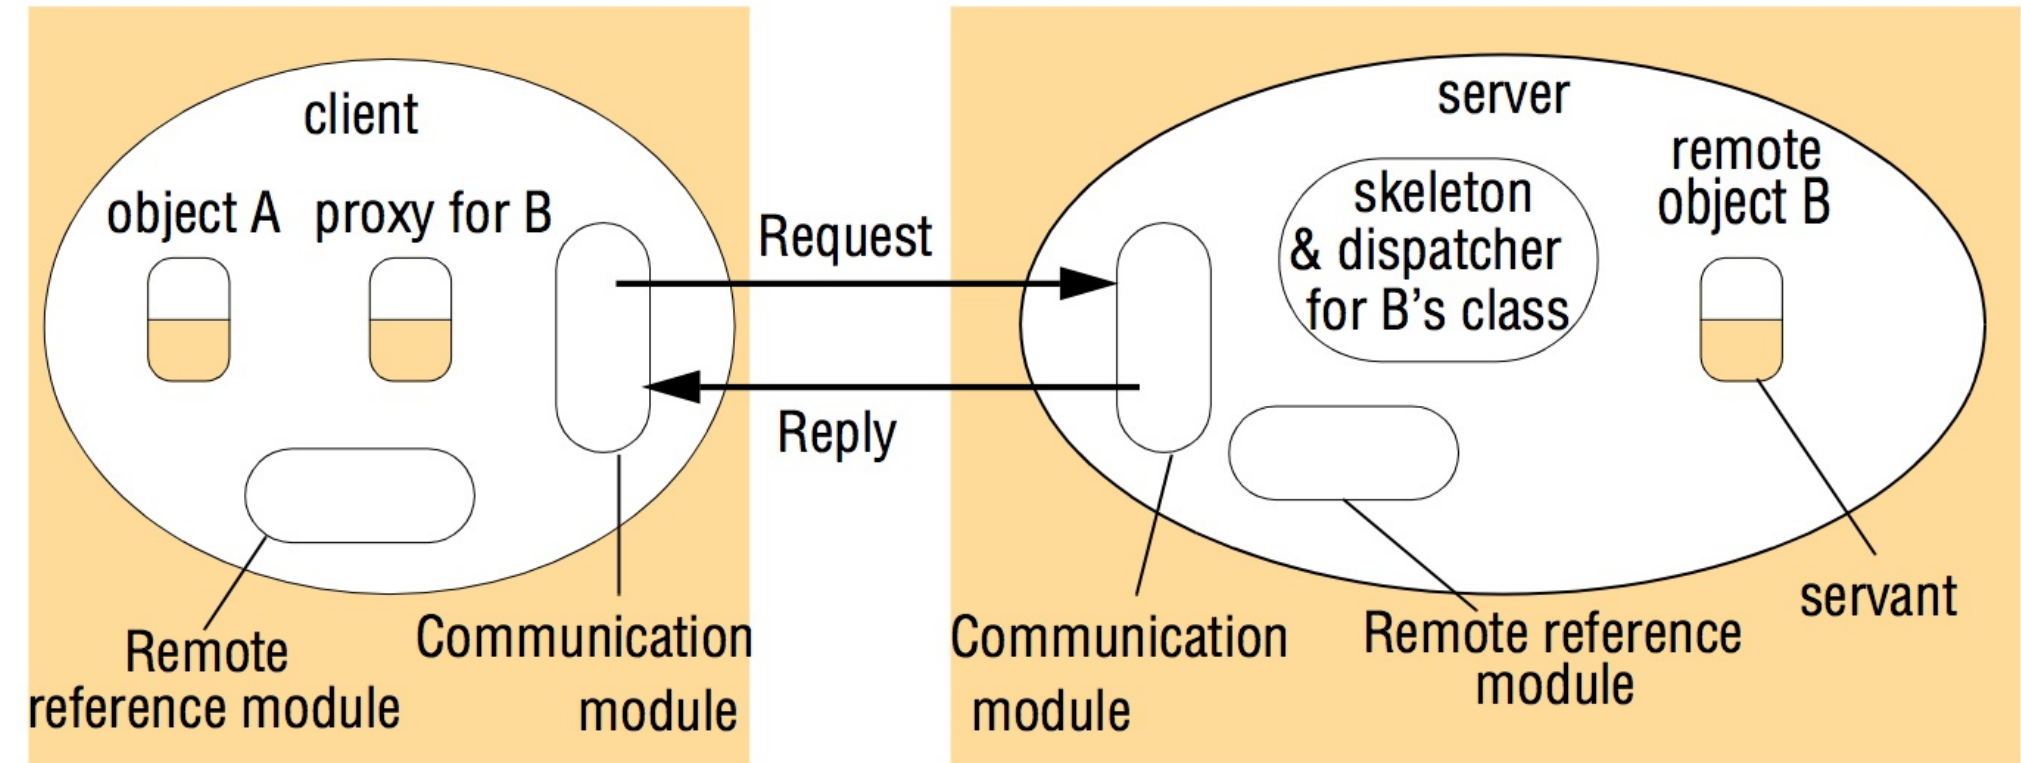 client
object A
proxy for B
Remote
reference module
Communication
module
Request
Reply
server
skeleton
& dispatcher
for B’s class
remote
object B
Communication
module
Remote reference
module
servant